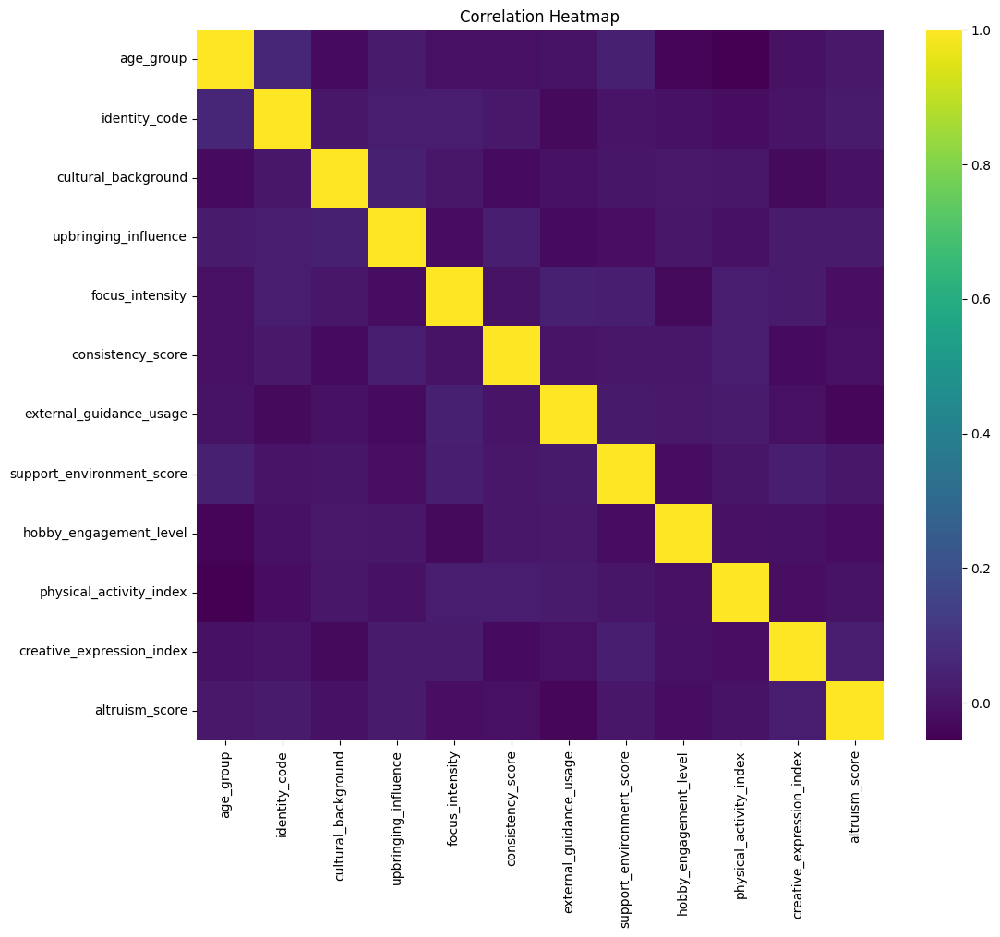 Correlation Heatmap
age_group
identity_code
cultural_background
upbringing_influence
focus_intensity
consistency_score
external_guidance_usage
support_environment_score
hobby_engagement_level
physical_activity_index
creative_expression_index
altruism_score
age_group
identity_code
cultural_background
upbringing_influence
focus_intensity
consistency_score
external_guidance_usage
support_environment_score
hobby_engagement_level
physical_activity_index
creative_expression_index
altruism_score
1.0
0.8
0.6
0.4
0.2
0.0